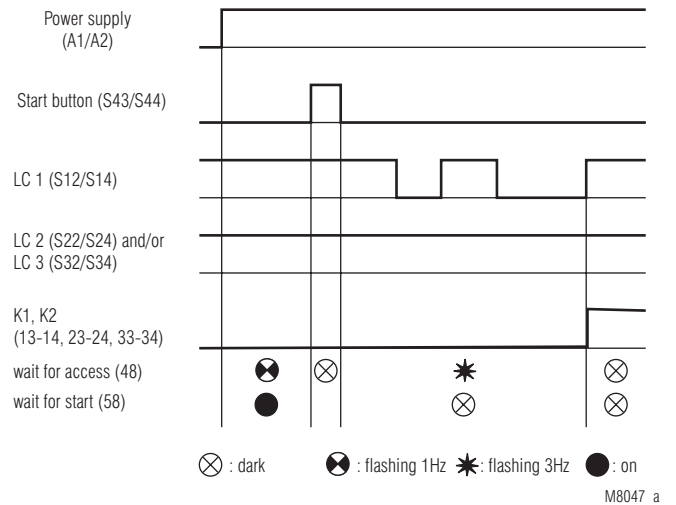 Power supply
(A1/A2)
Start button (S43/S44)
LC 1 (S12/S14)
LC 2 (S22/S24) and/or
LC 3 (S32/S34)
K1, K2
(13-14, 23-24, 33-34)
wait for access (48)
wait for start (58)
: dark : flashing 1Hz : flashing 3Hz : on
M8047 a